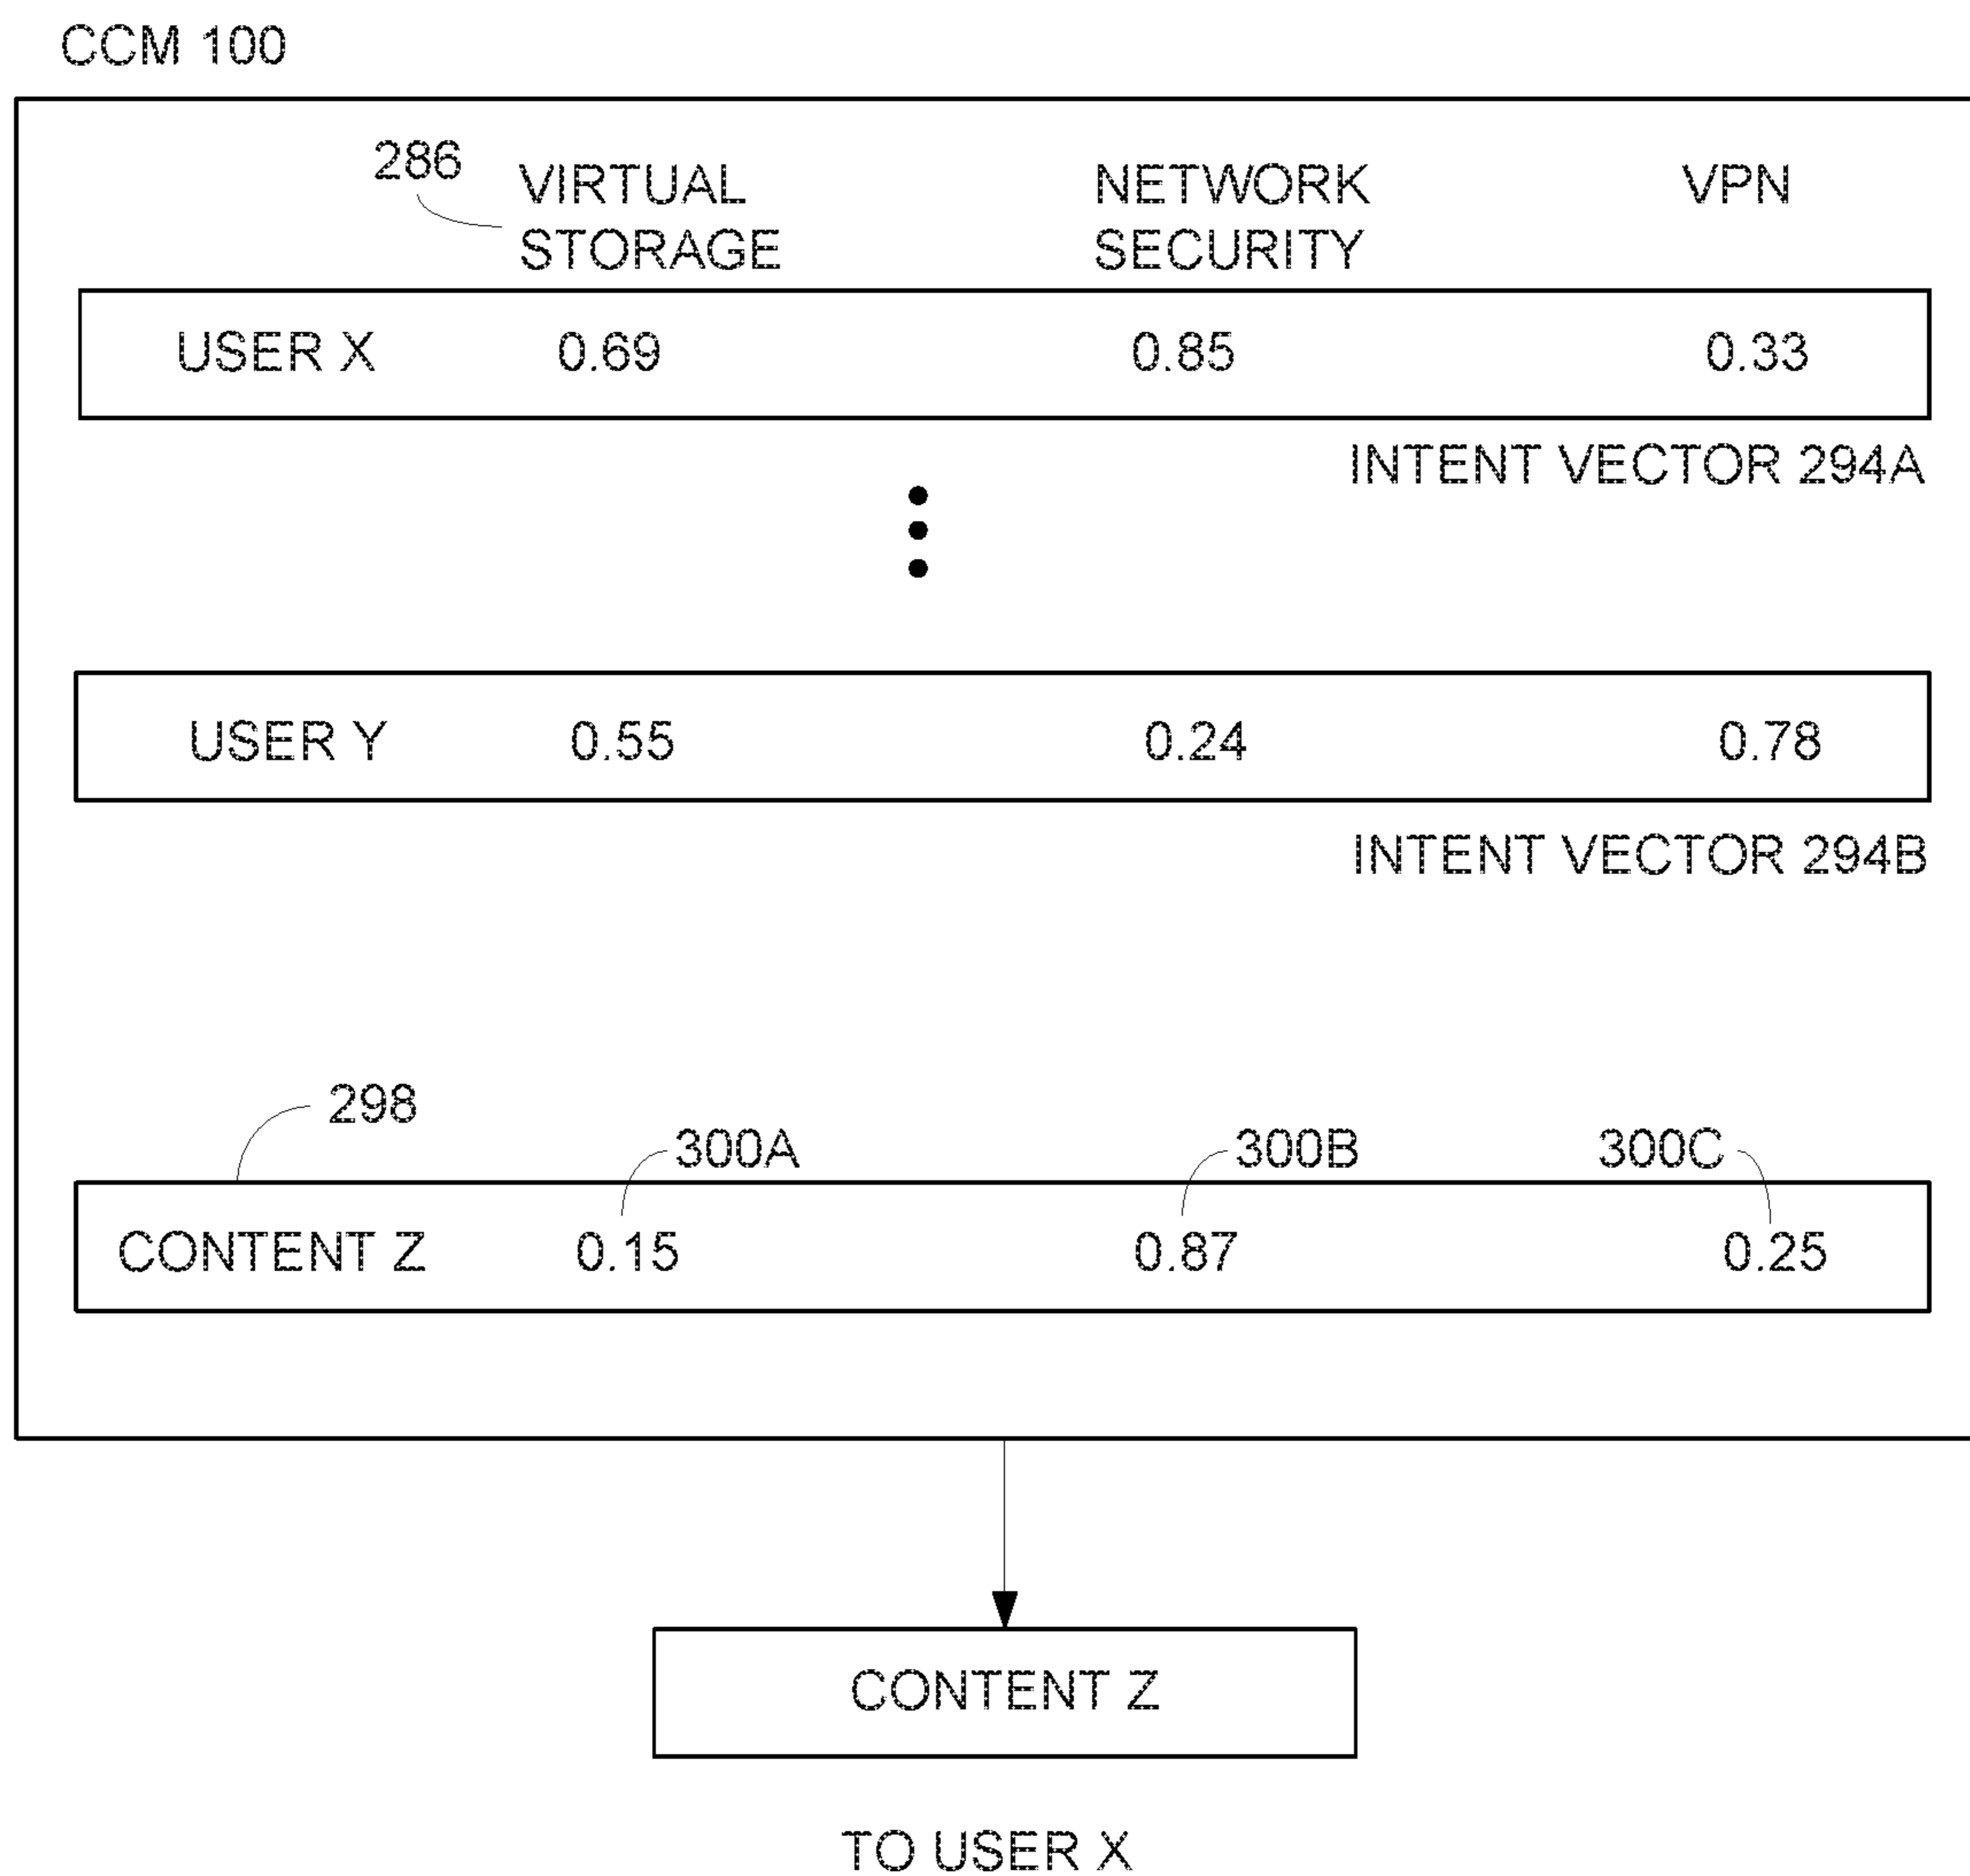 CCM 100
286 VIRTUAL STORAGE NETWORK SECURITY VPN
USER X 0.69 0.85 0.33
INTENT VECTOR 294A
USER Y 0.55 0.24 0.78
INTENT VECTOR 294B
298
300A 300B 300C
CONTENT Z 0.15 0.87 0.25
CONTENT Z
TO USER X